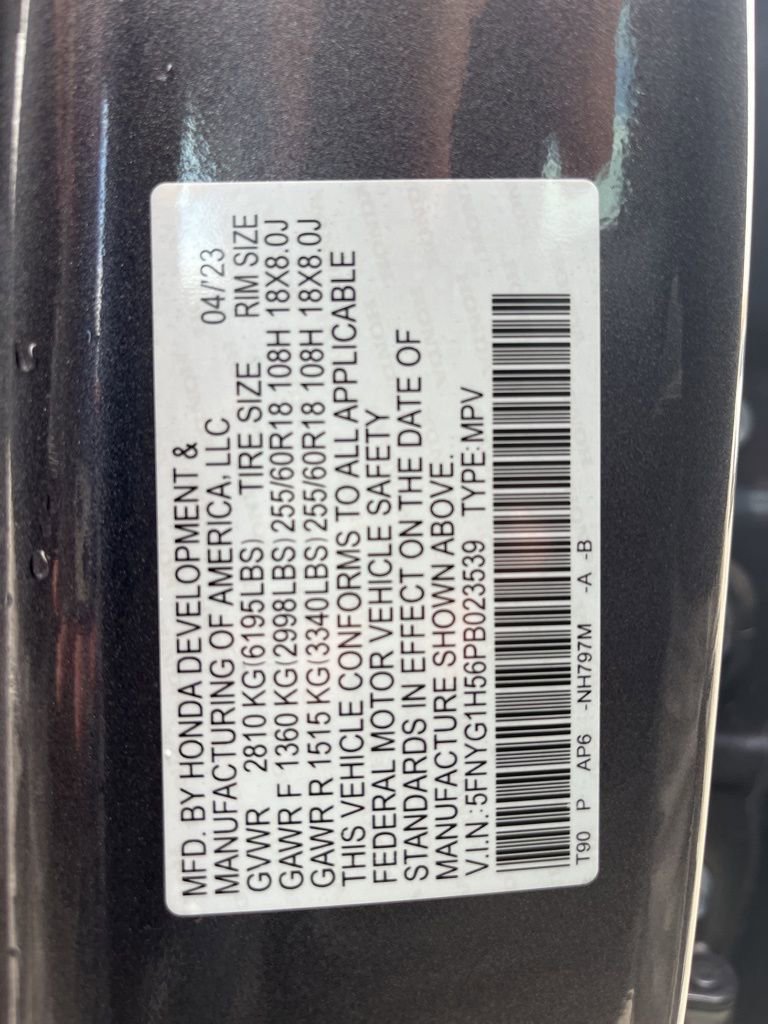 MFD. BY HONDA DEVELOPMENT &
MANUFACTURING OF AMERICA, LLC 04/'23
GVWR 2810 KG(6195LBS) TIRE SIZE RIM SIZE
GAWR F 1360 KG(2998LBS) 255/60R18 108H 18X8.0J
GAWR R 1515 KG(3340LBS) 255/60R18 108H 18X8.0J
THIS VEHICLE CONFORMS TO ALL APPLICABLE
FEDERAL MOTOR VEHICLE SAFETY
STANDARDS IN EFFECT ON THE DATE OF
MANUFACTURE SHOWN ABOVE.
V.I.N.:5FNYG1H56PB023539 TYPE:MPV
T90 P AP6 -NH797M -A -B